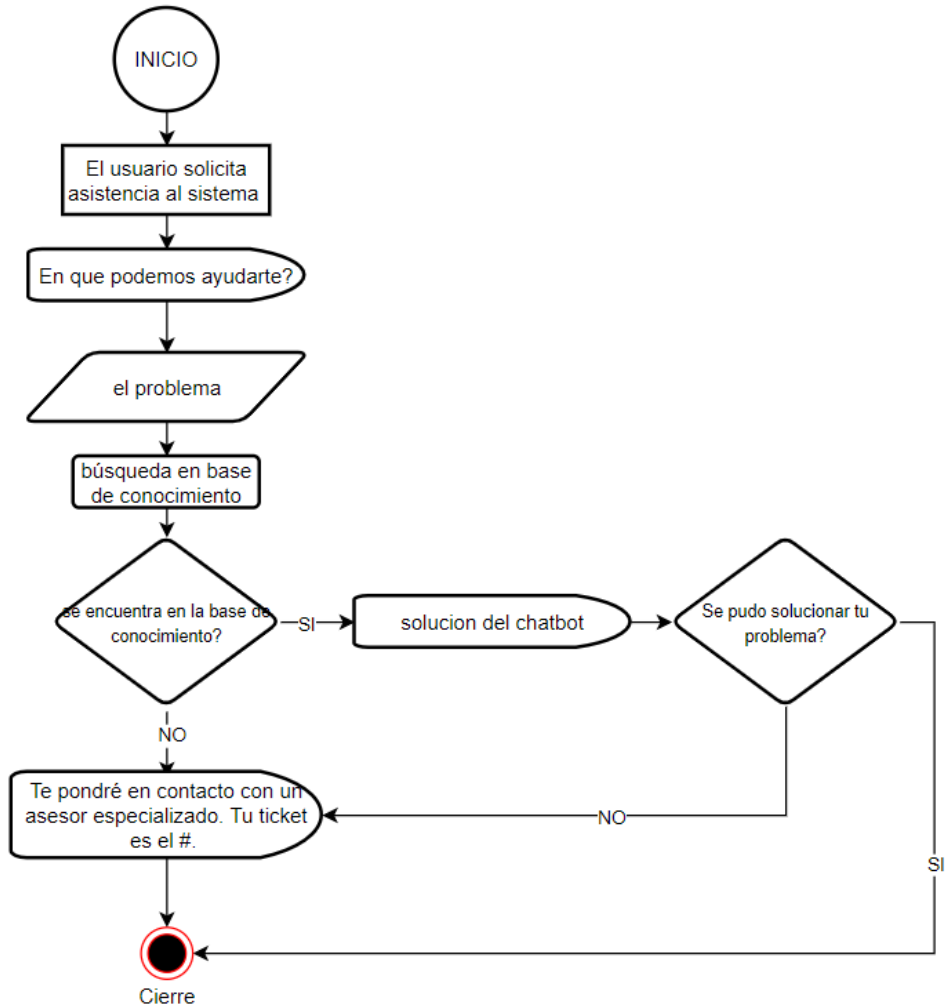 INICIO
El usuario solicita
asistencia al sistema
En que podemos ayudarte?
el problema
búsqueda en base
de conocimiento
se encuentra en la base de
conocimiento?
SI
solucion del chatbot
Se pudo solucionar tu
problema?
NO
Te pondré en contacto con un
asesor especializado. Tu ticket
es el #.
NO
SI
Cierre